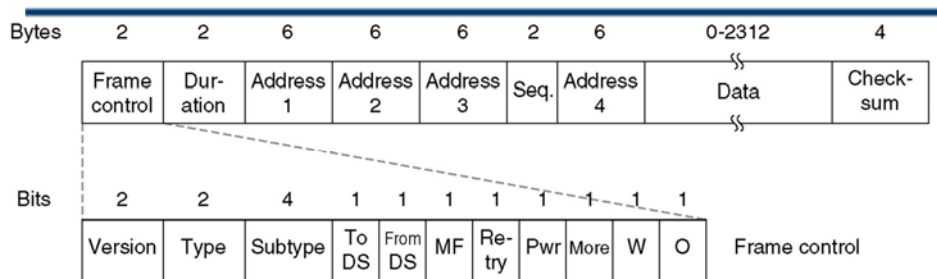 Bytes 2 2 6 6 6 2 6 0-2312 4
Frame control Dur-ation Address 1 Address 2 Address 3 Seq. Address 4 Data Check-sum
Bits 2 2 4 1 1 1 1 1 1 1 1
Version Type Subtype To DS From DS MF Re-try Pwr More W O Frame control